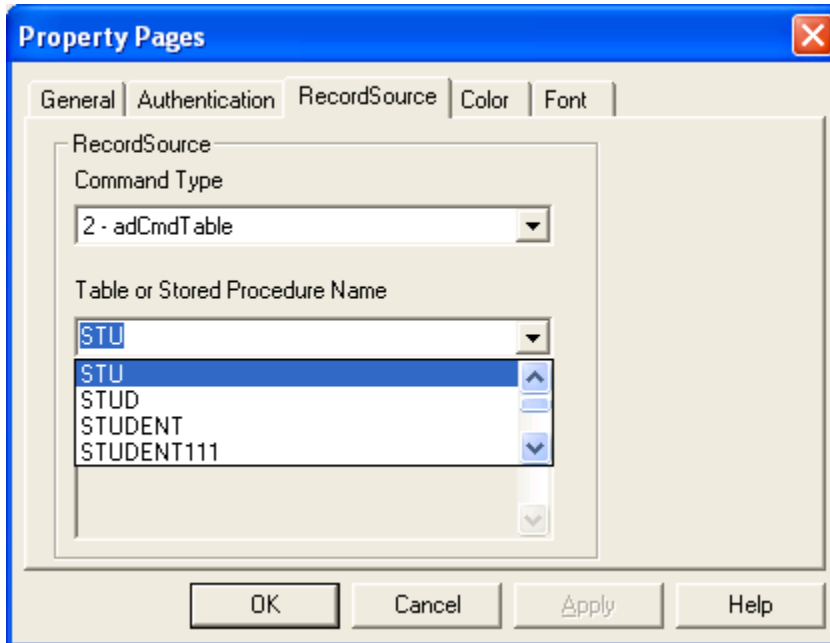 Property Pages
General Authentication RecordSource Color Font
RecordSource
Command Type
2 - adCmdTable
Table or Stored Procedure Name
STU
STU
STUD
STUDENT
STUDENT111
OK Cancel Apply Help